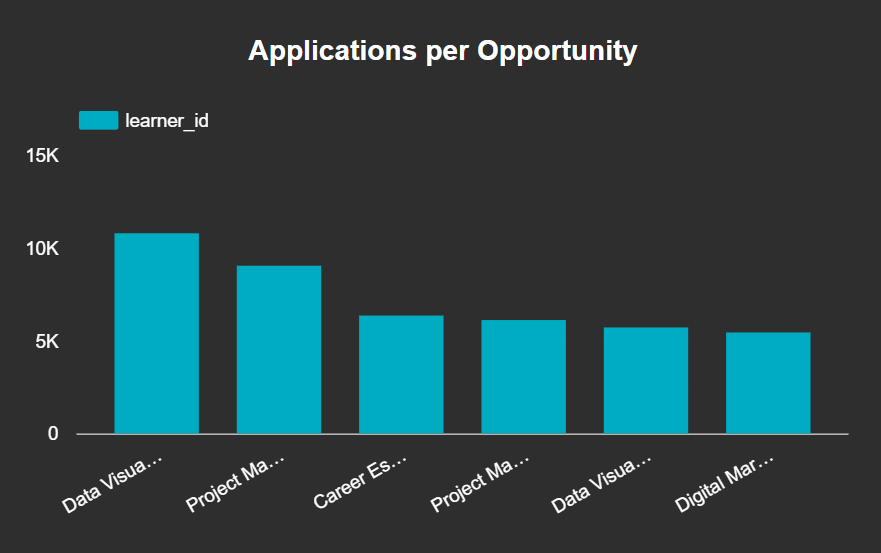 Applications per Opportunity
learner_id
15K
10K
5K
0
Data Visua…
Project Ma…
Career Es…
Project Ma…
Data Visua…
Digital Mar…